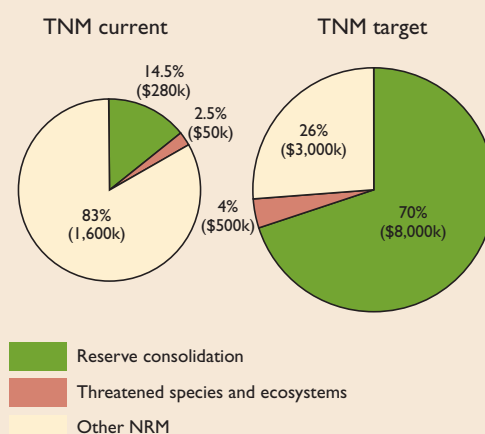 TNM current
14.5%
($280k)
2.5%
($50k)
83%
(1,600k)
TNM target
26%
($3,000k)
4%
($500k)
70%
($8,000k)
Reserve consolidation
Threatened species and ecosystems
Other NRM